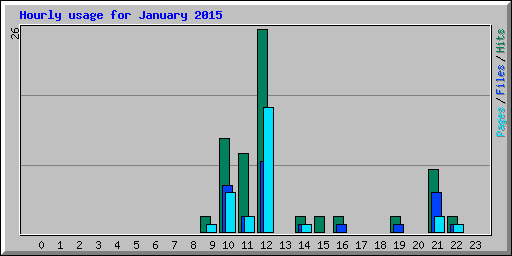 Hourly usage for January 2015
26
Pages/Files/Hits
0 1 2 3 4 5 6 7 8 9 10 11 12 13 14 15 16 17 18 19 20 21 22 23